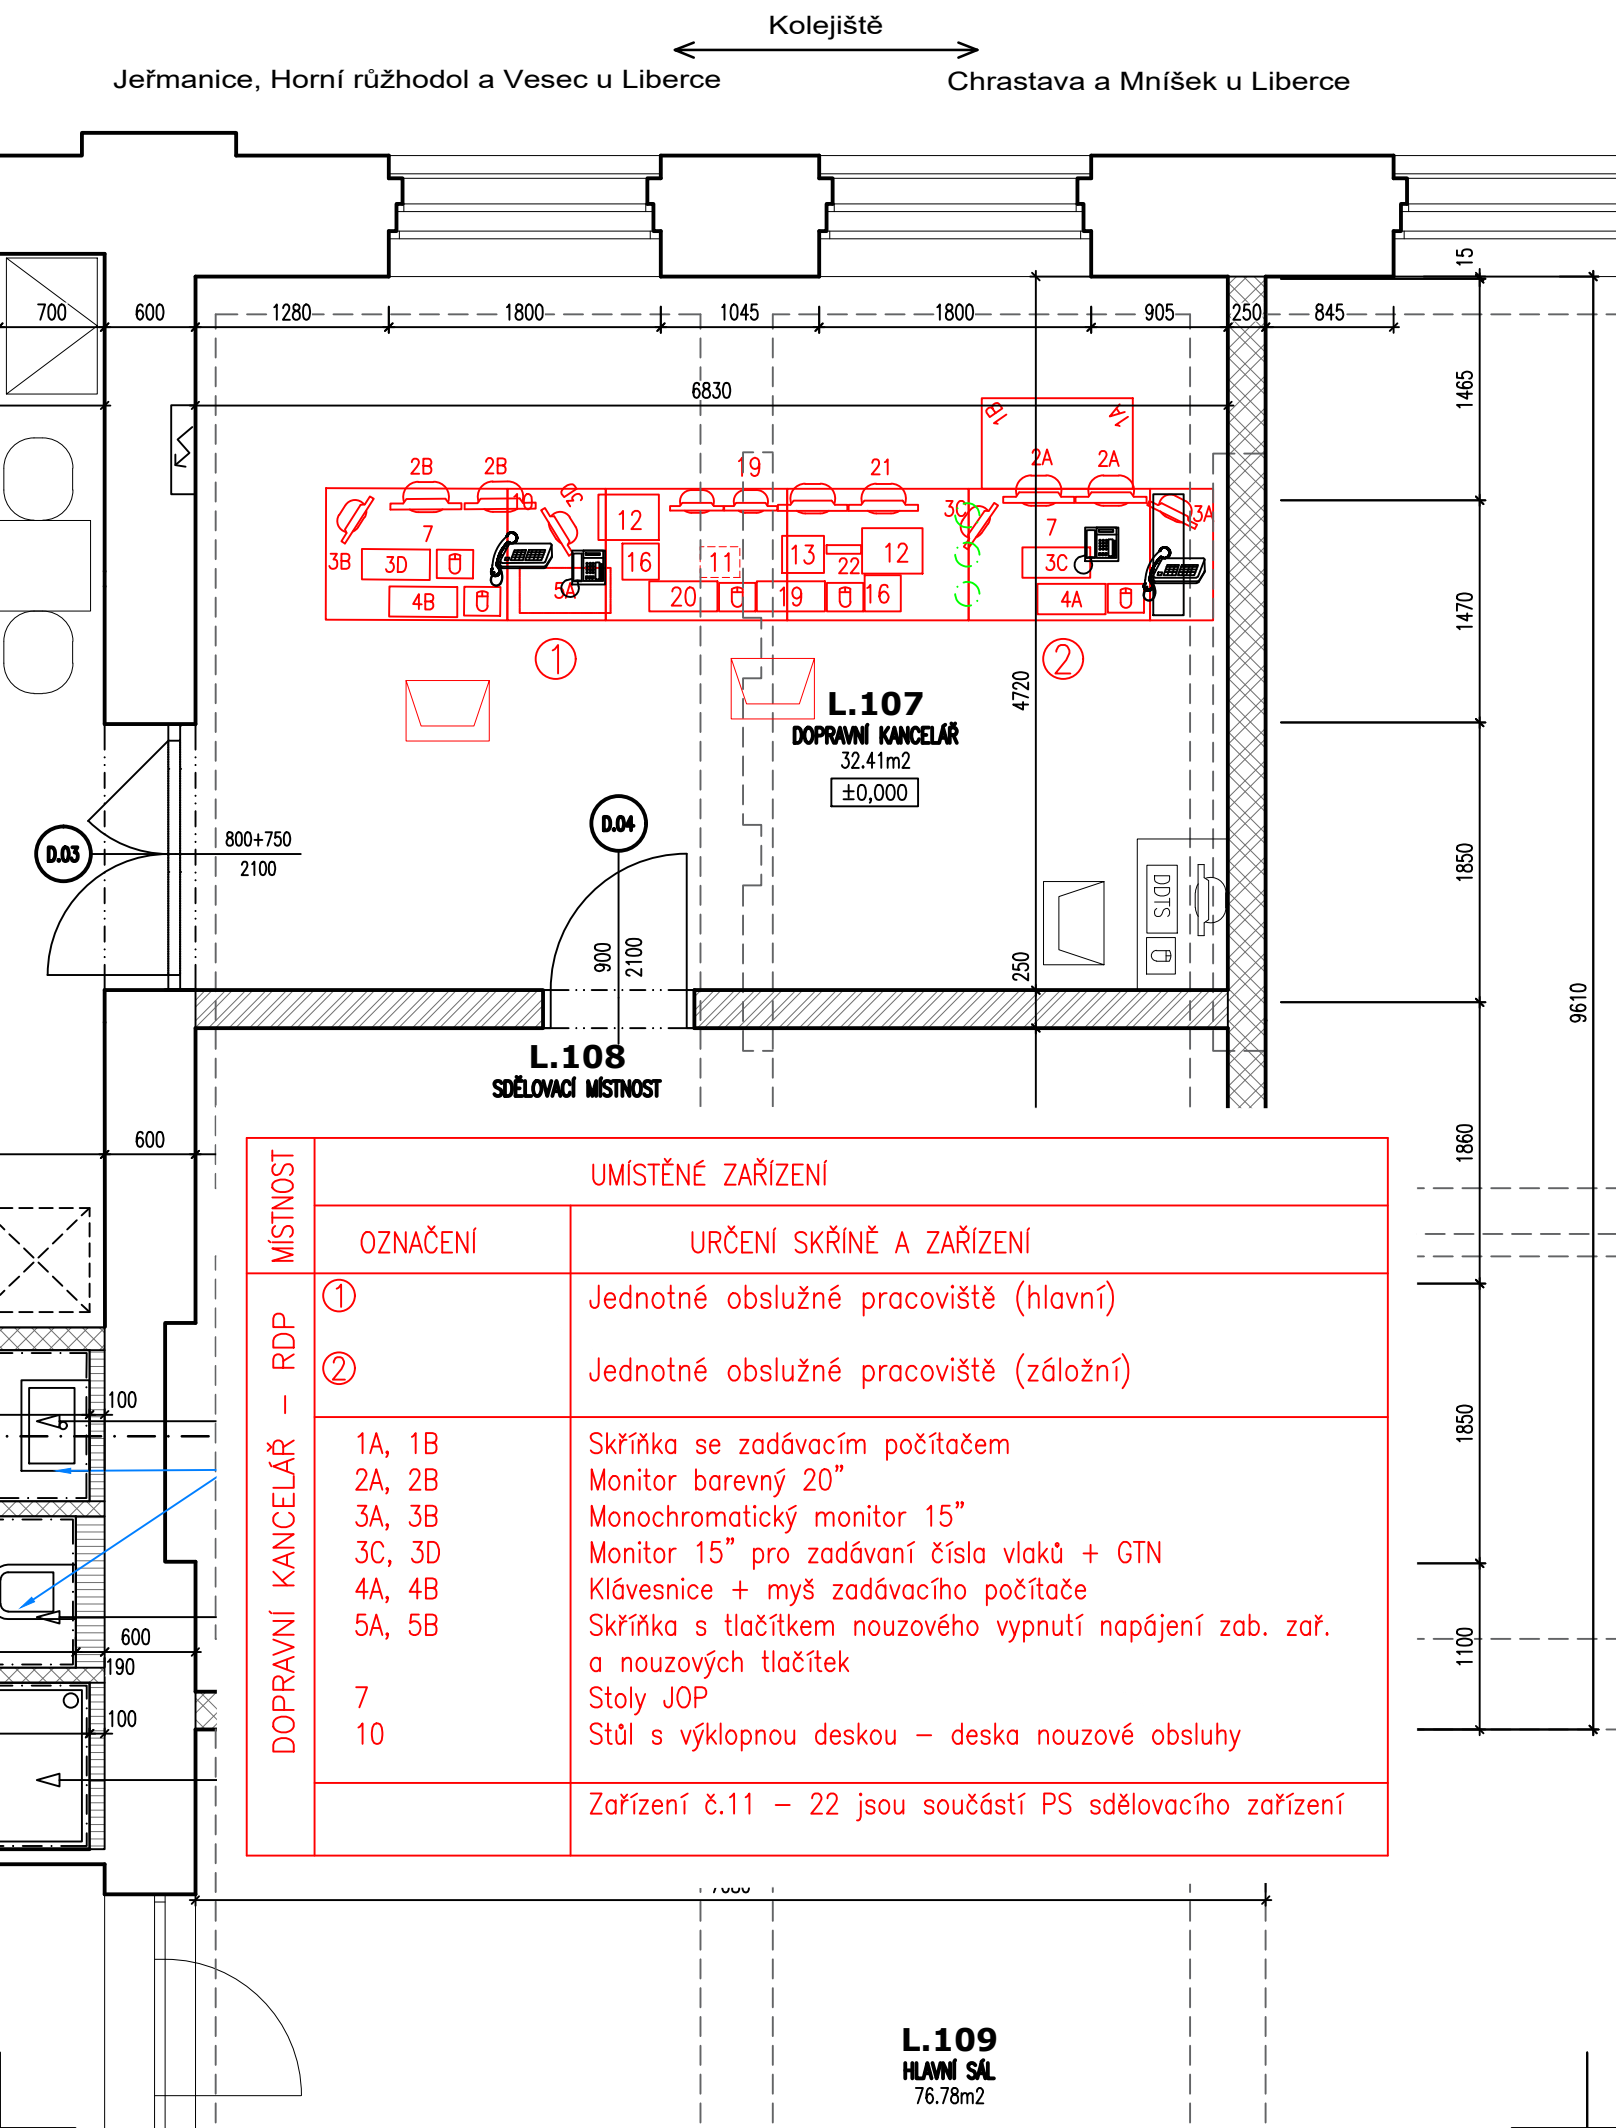 Kolejiště
Jeřmanice, Horní růžhodol a Vesec u Liberce
Chrastava a Mníšek u Liberce
15
700
600
1280
1800
1045
1800
905
250
845
6830
1465
1B
1A
2B
2B
19
21
2A
2A
10
3D
12
3C
3A
7
7
3B
3D
16
11
13
22
12
3C
4B
5A
20
19
16
4A
1470
1
2
4720
L.107
DOPRAVNÍ KANCELÁŘ
32.41m2
±0,000
D.03
800+750
2100
D.04
900
2100
DDTS
250
1850
9610
L.108
SDĚLOVACÍ MÍSTNOST
600
1860
MÍSTNOST
UMÍSTĚNÉ ZAŘÍZENÍ
OZNAČENÍ
URČENÍ SKŘÍNĚ A ZAŘÍZENÍ
DOPRAVNÍ KANCELÁŘ – RDP
1
Jednotné obslužné pracoviště (hlavní)
2
Jednotné obslužné pracoviště (záložní)
1A, 1B
Skříňka se zadávacím počítačem
2A, 2B
Monitor barevný 20"
3A, 3B
Monochromatický monitor 15"
3C, 3D
Monitor 15" pro zadávaní čísla vlaků + GTN
4A, 4B
Klávesnice + myš zadávacího počítače
5A, 5B
Skříňka s tlačítkem nouzového vypnutí napájení zab. zař.
a nouzových tlačítek
7
Stoly JOP
10
Stůl s výklopnou deskou – deska nouzové obsluhy
Zařízení č.11 – 22 jsou součástí PS sdělovacího zařízení
100
1850
600
190
1100
100
L.109
HLAVNÍ SÁL
76.78m2